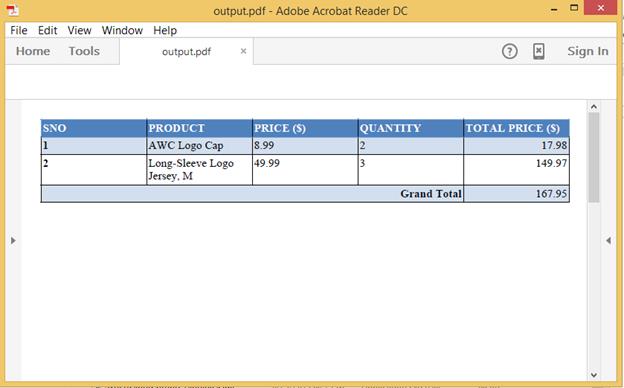 output.pdf - Adobe Acrobat Reader DC
File Edit View Window Help
Home Tools output.pdf × ? Sign In
SNO PRODUCT PRICE ($) QUANTITY TOTAL PRICE ($)
1 AWC Logo Cap 8.99 2 17.98
2 Long-Sleeve Logo 49.99 3 149.97
Jersey, M
Grand Total 167.95